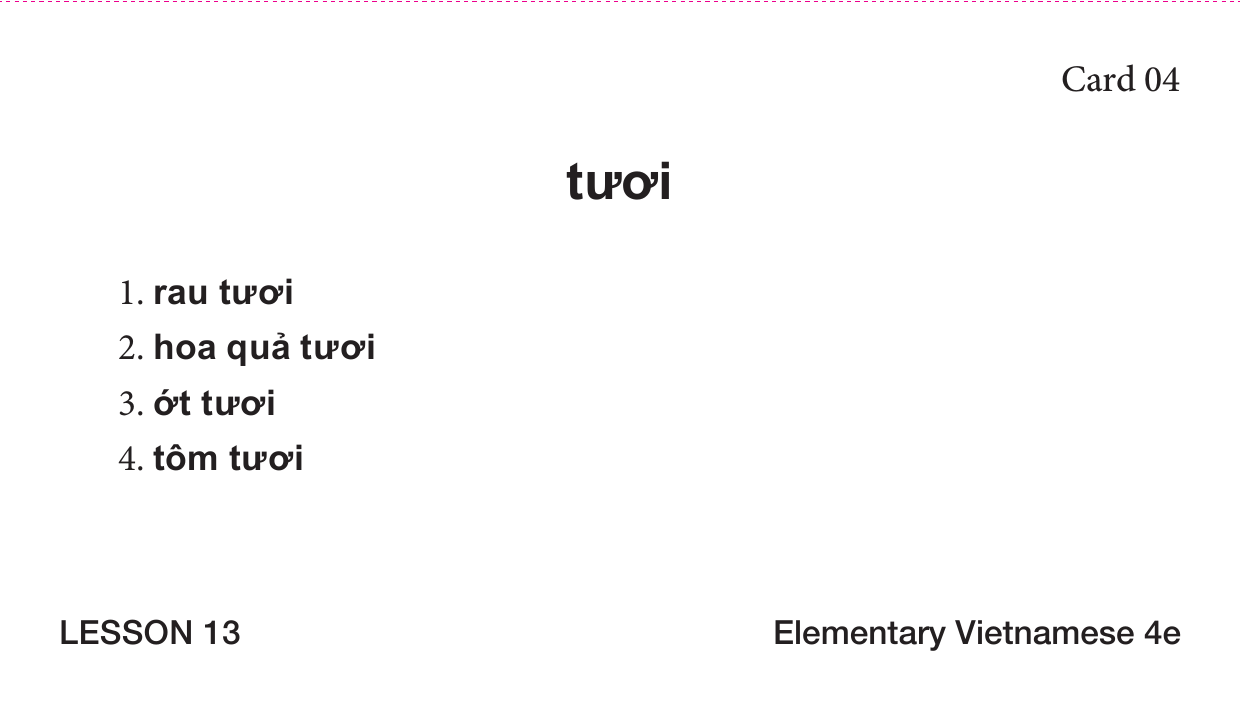 Card 04
tươi
1. rau tươi
2. hoa quả tươi
3. ớt tươi
4. tôm tươi
LESSON 13 Elementary Vietnamese 4e